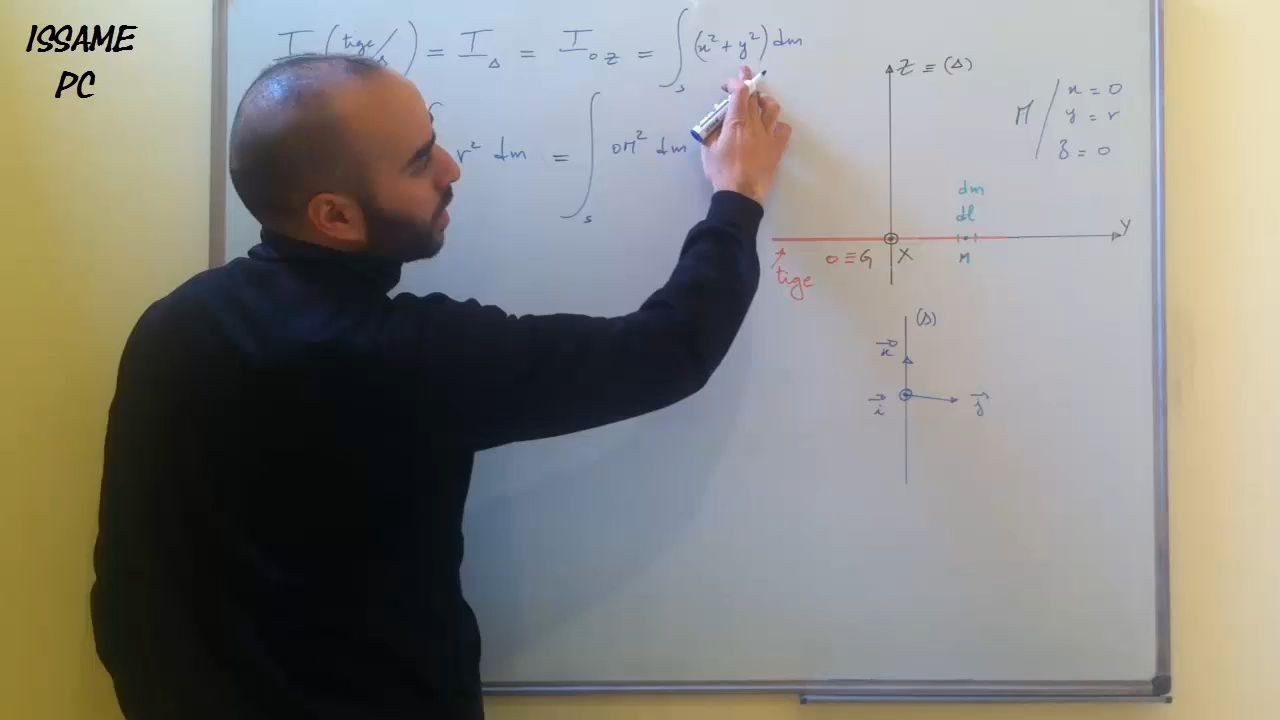 ISSAME
PC
I (tige/Δ) = I_Δ = I_OZ = ∫_S (x² + y²) dm
r² dm = ∫_S OM² dm
Z ≡ (Δ)
M / x = 0
y = r
z = 0
dm
dl
Y
O ≡ G
X
M
tige
(Δ)
k
i
j